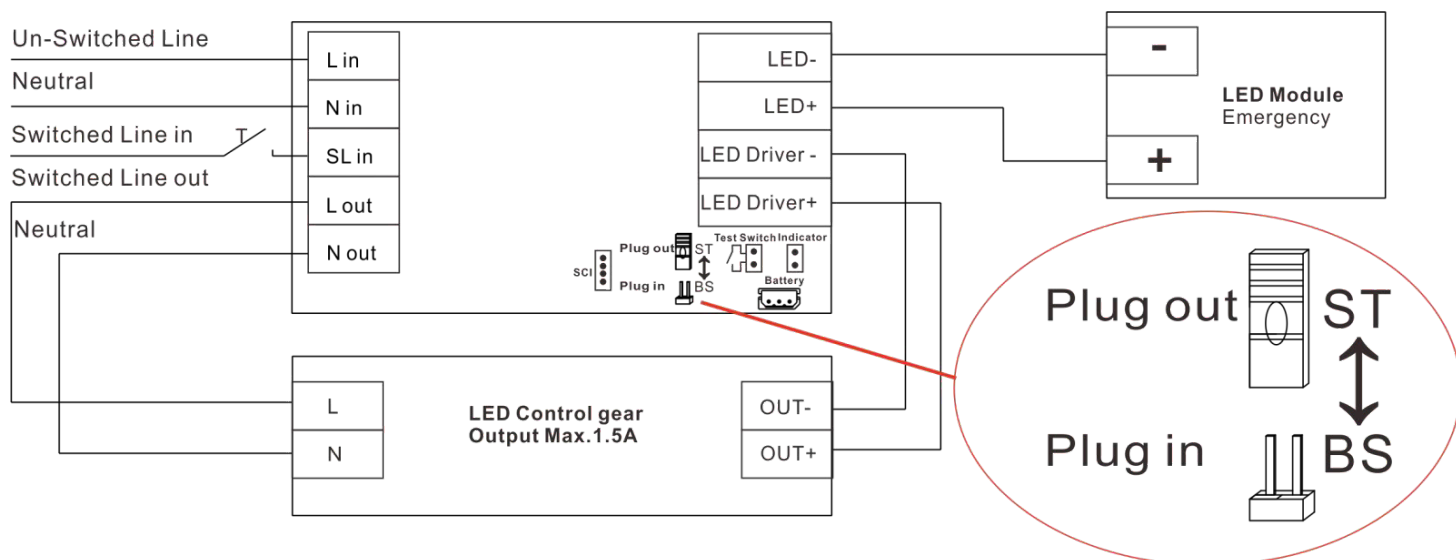 Un-Switched Line
Neutral
Switched Line in
T
Switched Line out
Neutral
L in
N in
SL in
L out
N out
LED-
LED+
LED Driver -
LED Driver+
SCI
Plug out
ST
Plug in
BS
Test Switch
Indicator
Battery
-
+
LED Module
Emergency
L
N
LED Control gear
Output Max.1.5A
OUT-
OUT+
Plug out
ST
Plug in
BS